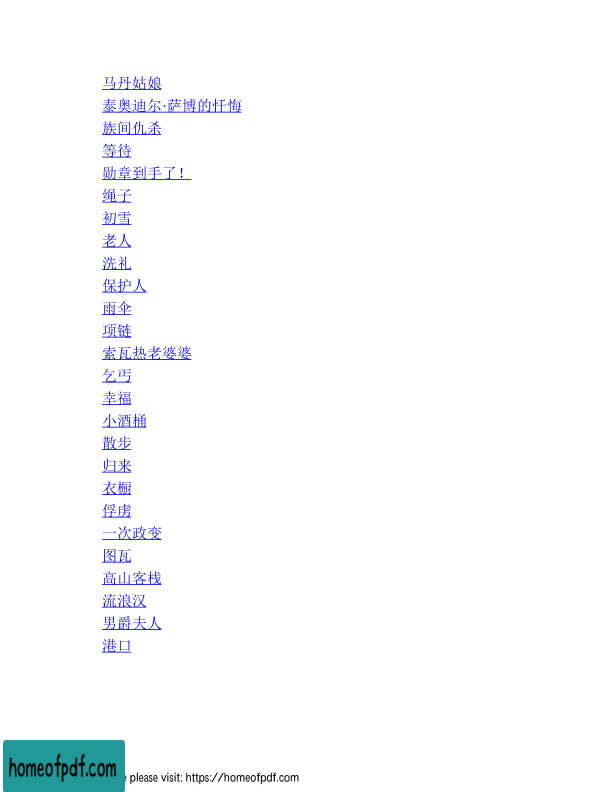 马丹姑娘
泰奥迪尔·萨博的忏悔
族间仇杀
等待
勋章到手了！
绳子
初雪
老人
洗礼
保护人
雨伞
项链
索瓦热老婆婆
乞丐
幸福
小酒桶
散步
归来
衣橱
俘虏
一次政变
图瓦
高山客栈
流浪汉
男爵夫人
港口
homeofpdf.com
please visit: https://homeofpdf.com